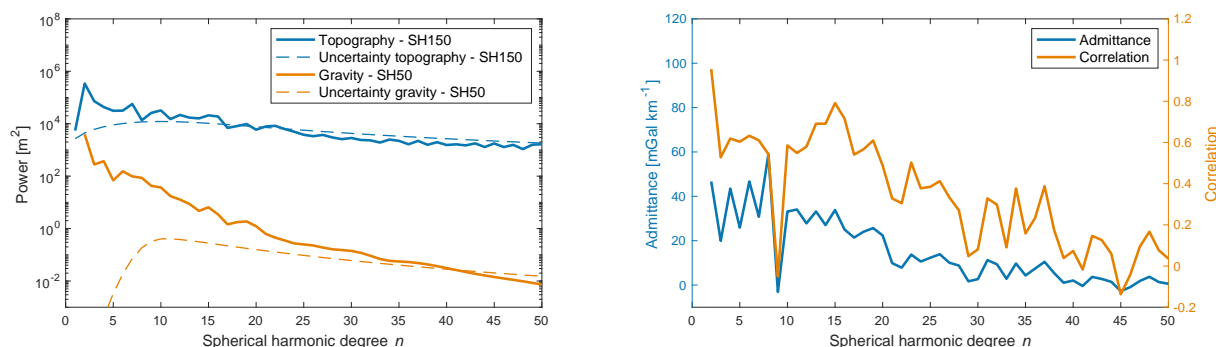 10^8
10^6
10^4
10^2
10^0
10^-2
Power [m^2]
Topography - SH150
Uncertainty topography - SH150
Gravity - SH50
Uncertainty gravity - SH50
0 5 10 15 20 25 30 35 40 45 50
Spherical harmonic degree n
120
100
80
60
40
20
0
Admittance [mGal km^-1]
Admittance
Correlation
1.2
1
0.8
0.6
0.4
0.2
0
-0.2
Correlation
0 5 10 15 20 25 30 35 40 45 50
Spherical harmonic degree n